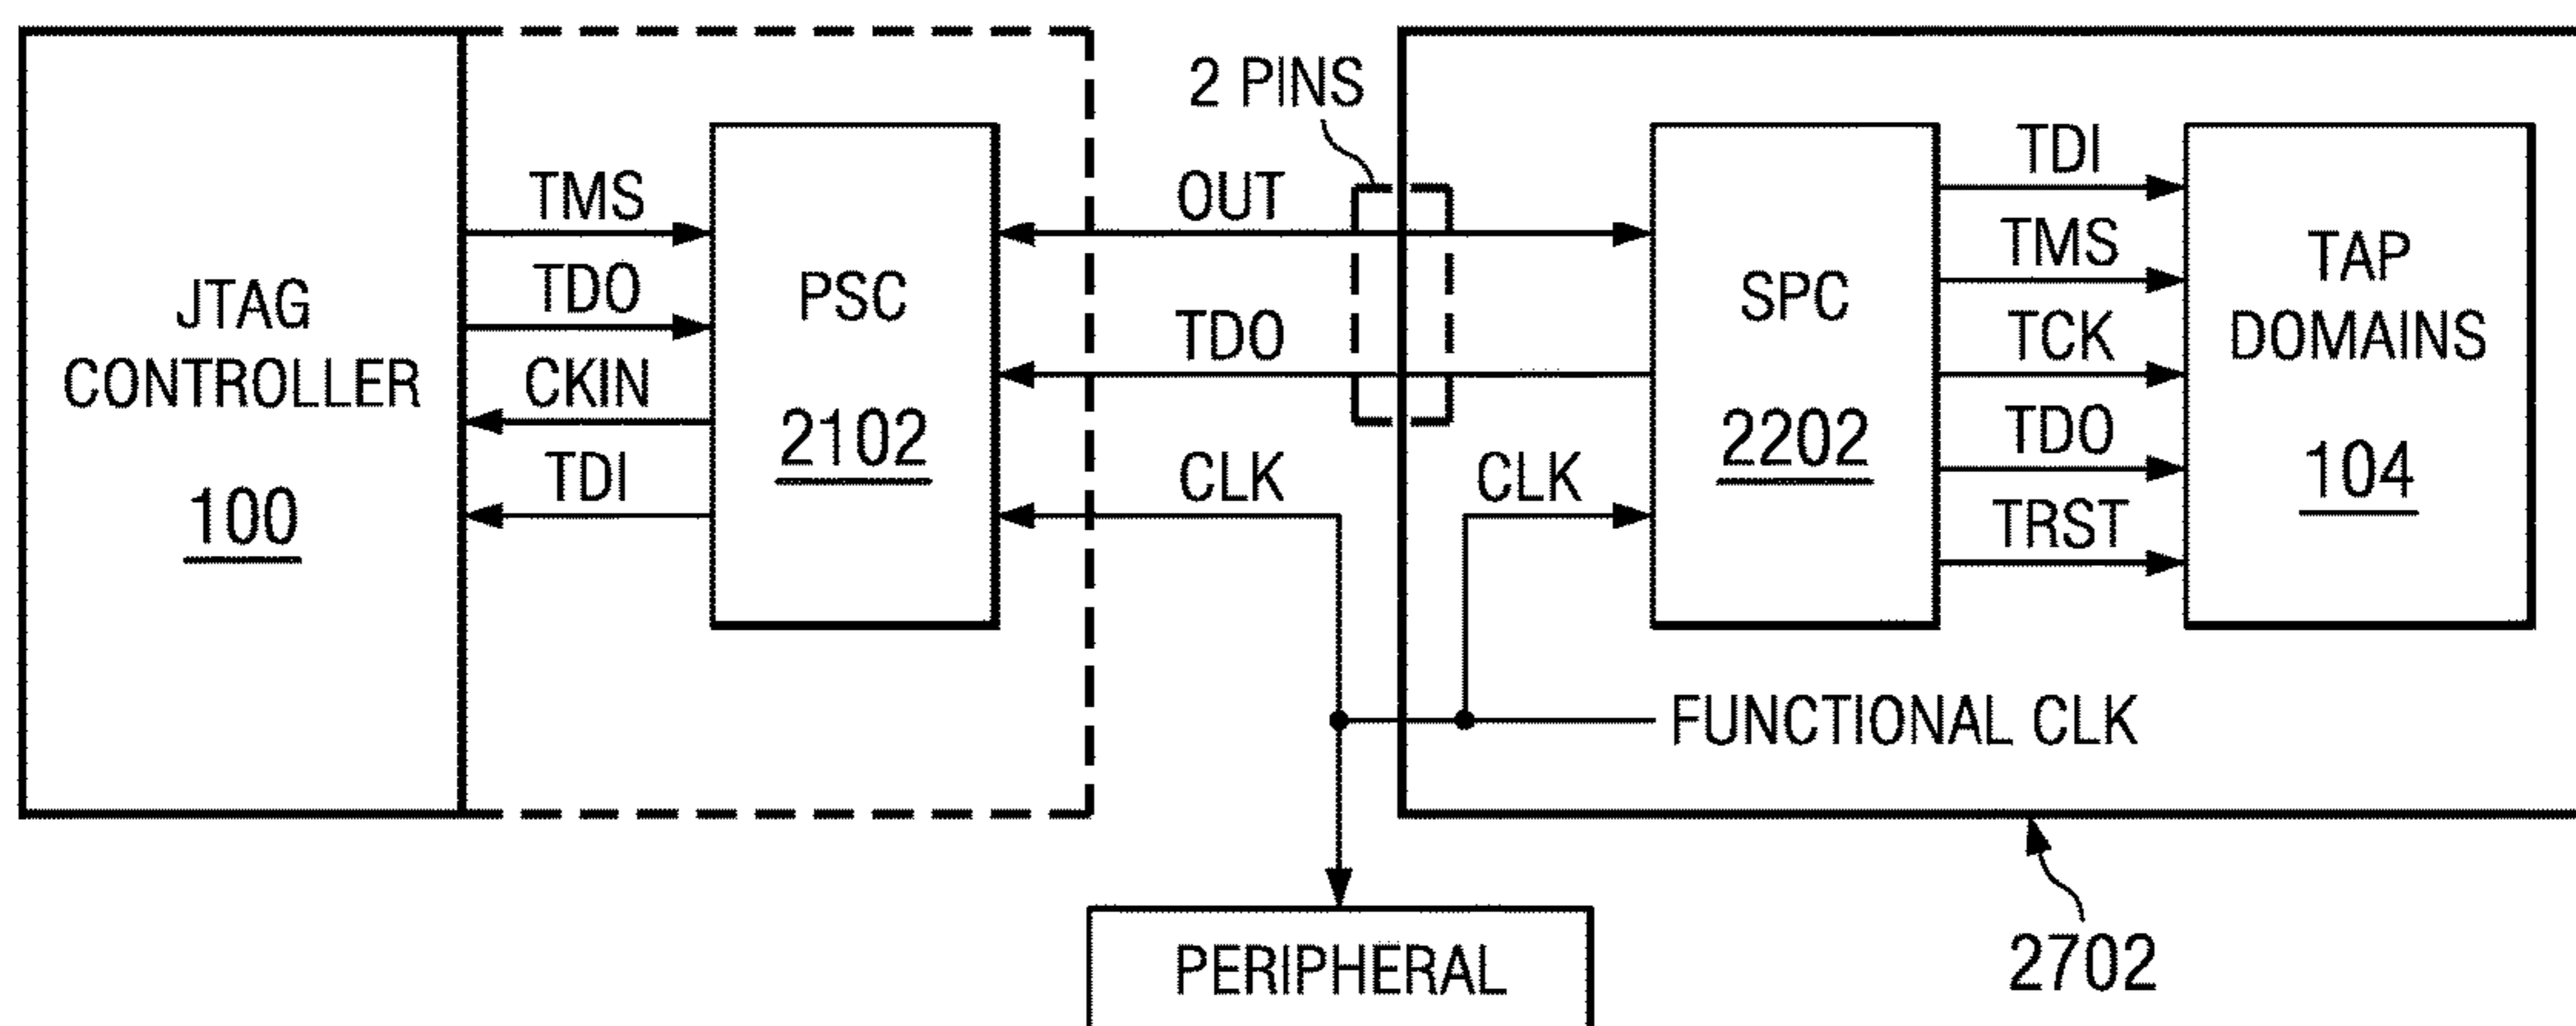 JTAG
CONTROLLER
100
TMS
TDO
CKIN
TDI
PSC
2102
2 PINS
OUT
TDO
CLK
CLK
SPC
2202
TDI
TMS
TCK
TDO
TRST
TAP
DOMAINS
104
FUNCTIONAL CLK
2702
PERIPHERAL